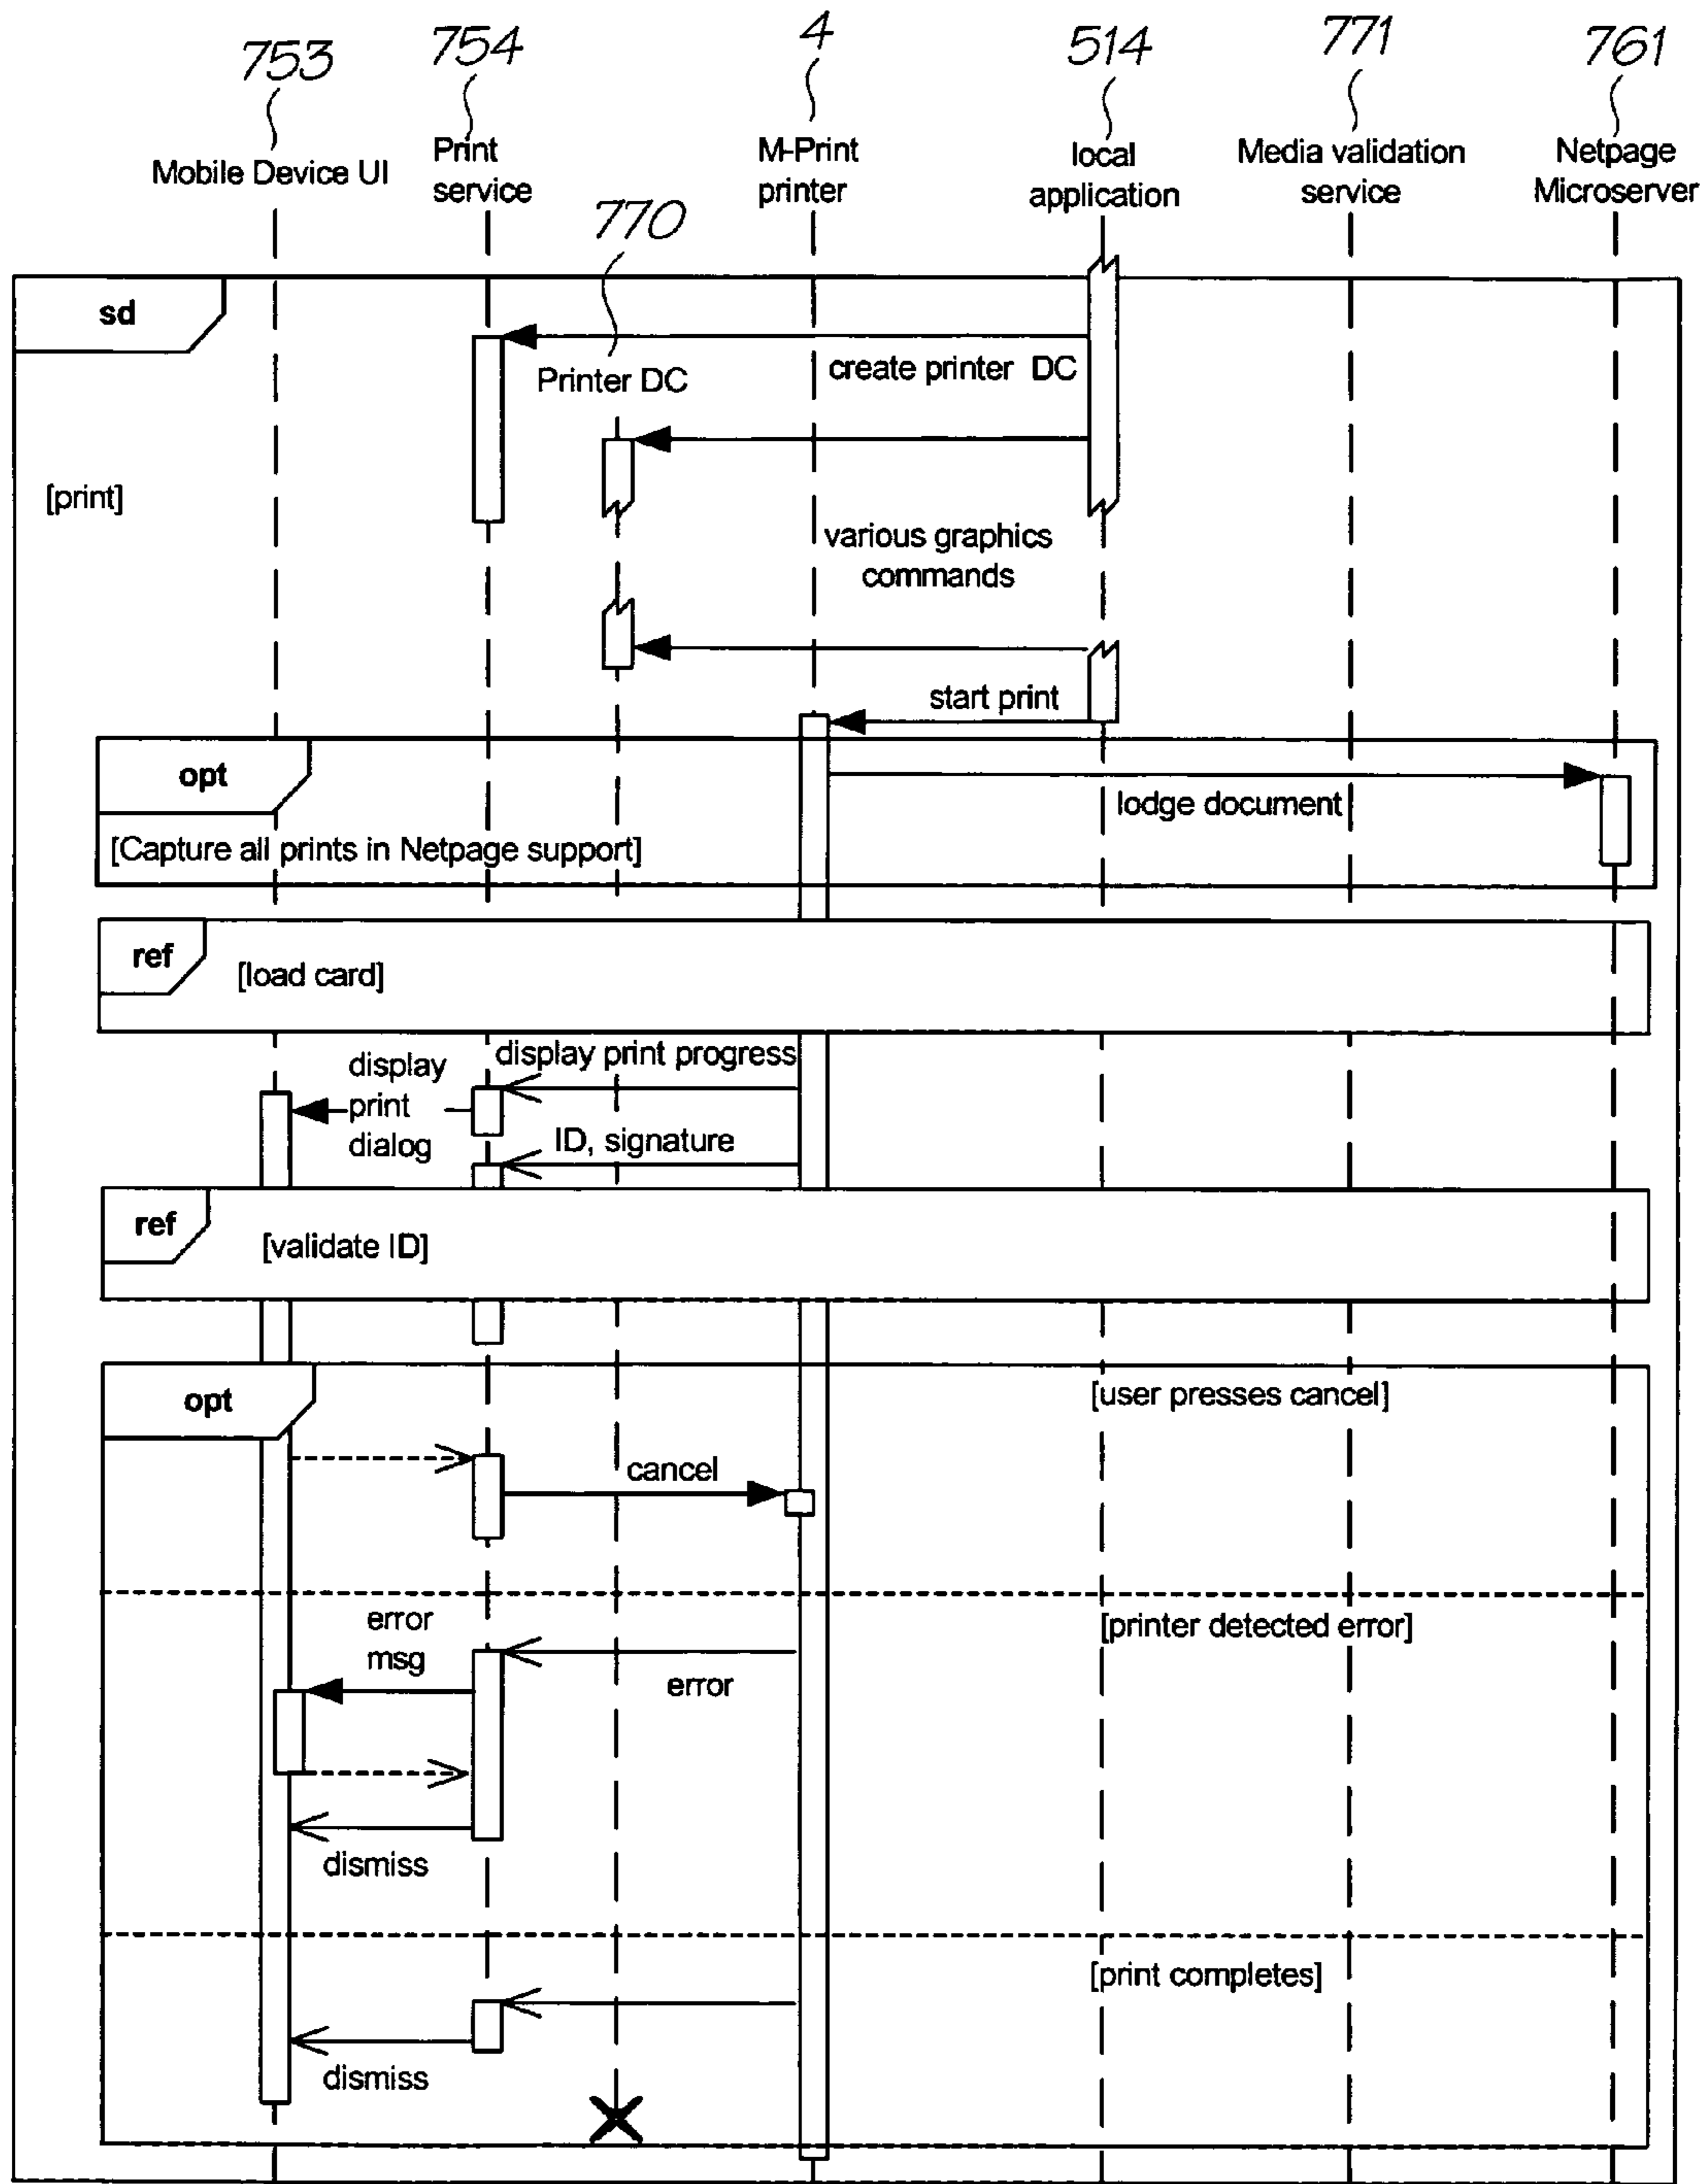 753
754
4
514
771
761
Mobile Device UI
Print
service
M-Print
printer
local
application
Media validation
service
Netpage
Microserver
770
sd
Printer DC
create printer DC
[print]
various graphics
commands
start print
opt
lodge document
[Capture all prints in Netpage support]
ref
[load card]
display print progress
display
print
dialog
ID, signature
ref
[validate ID]
opt
[user presses cancel]
cancel
error
msg
[printer detected error]
error
dismiss
[print completes]
dismiss